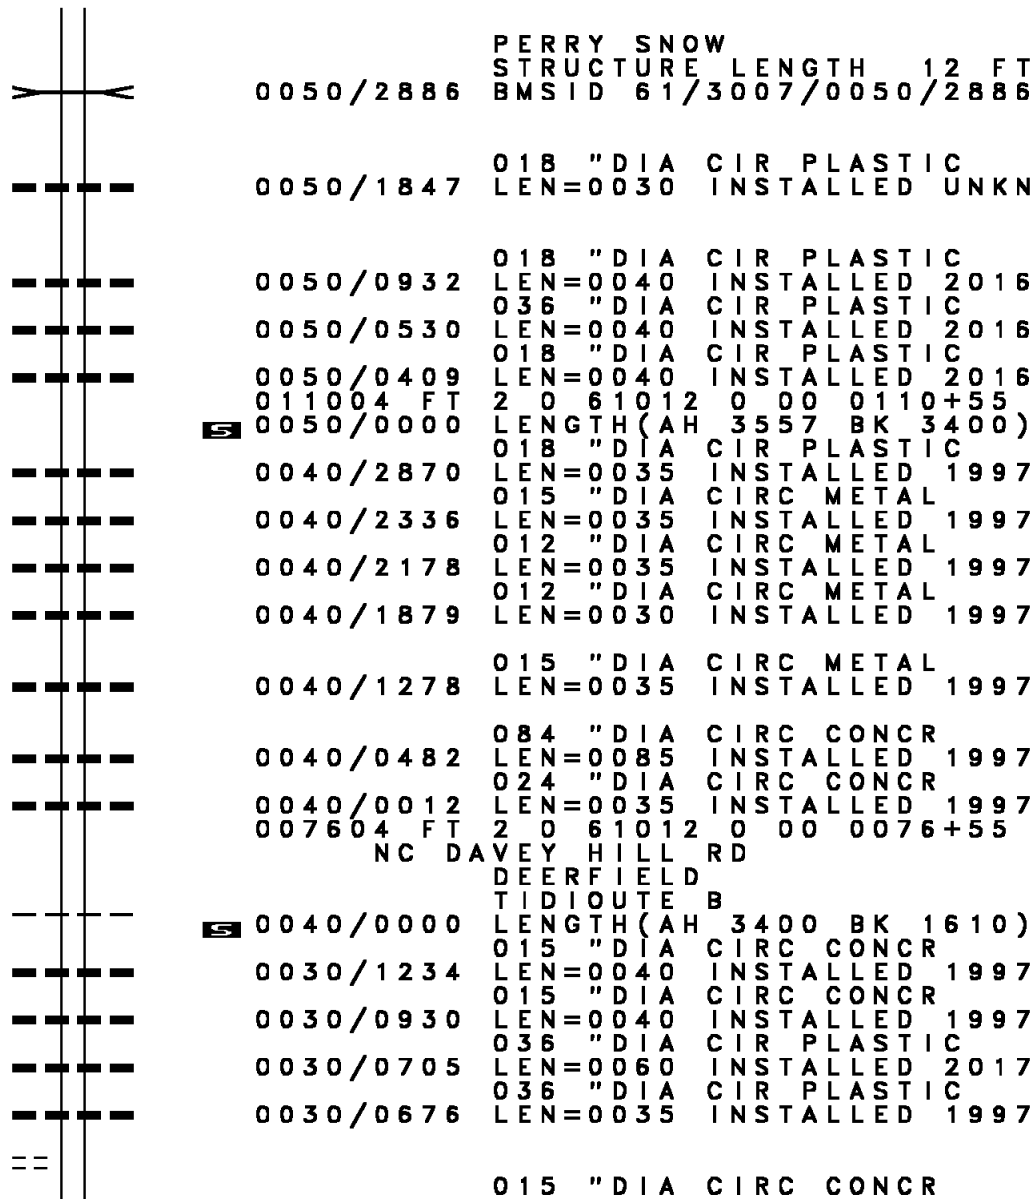 PERRY SNOW
STRUCTURE LENGTH 12 FT
0050/2886 BMSID 61/3007/0050/2886
018 "DIA CIR PLASTIC
0050/1847 LEN=0030 INSTALLED UNKN
018 "DIA CIR PLASTIC
0050/0932 LEN=0040 INSTALLED 2016
036 "DIA CIR PLASTIC
0050/0530 LEN=0040 INSTALLED 2016
018 "DIA CIR PLASTIC
0050/0409 LEN=0040 INSTALLED 2016
011004 FT 2 0 61012 0 00 0110+55
S 0050/0000 LENGTH(AH 3557 BK 3400)
018 "DIA CIR PLASTIC
0040/2870 LEN=0035 INSTALLED 1997
015 "DIA CIRC METAL
0040/2336 LEN=0035 INSTALLED 1997
012 "DIA CIRC METAL
0040/2178 LEN=0035 INSTALLED 1997
012 "DIA CIRC METAL
0040/1879 LEN=0030 INSTALLED 1997
015 "DIA CIRC METAL
0040/1278 LEN=0035 INSTALLED 1997
084 "DIA CIRC CONCR
0040/0482 LEN=0085 INSTALLED 1997
024 "DIA CIRC CONCR
0040/0012 LEN=0035 INSTALLED 1997
007604 FT 2 0 61012 0 00 0076+55
NC DAVEY HILL RD
DEERFIELD
TIDIOUTE B
S 0040/0000 LENGTH(AH 3400 BK 1610)
015 "DIA CIRC CONCR
0030/1234 LEN=0040 INSTALLED 1997
015 "DIA CIRC CONCR
0030/0930 LEN=0040 INSTALLED 1997
036 "DIA CIR PLASTIC
0030/0705 LEN=0060 INSTALLED 2017
036 "DIA CIR PLASTIC
0030/0676 LEN=0035 INSTALLED 1997
015 "DIA CIRC CONCR